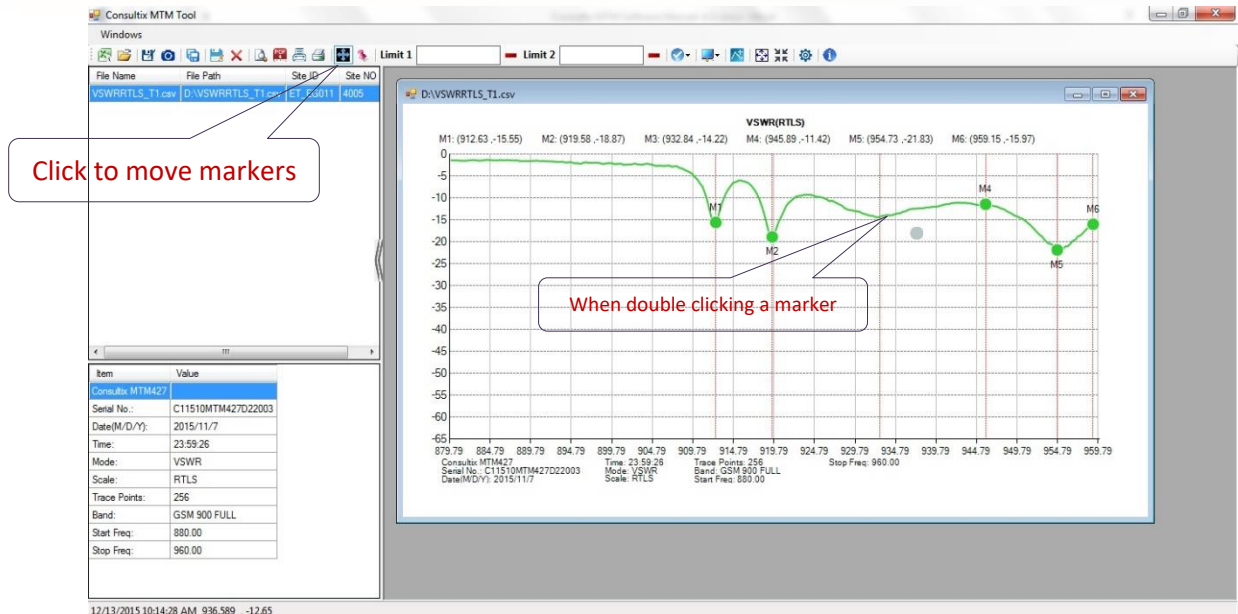 Consultix MTM Tool
Windows
Limit 1 Limit 2
File Name File Path Site ID Site NO
VSWRRTLS_T1.csv D:\VSWRRTLS_T1.csv ET_EG011 4005
Click to move markers
D:\VSWRRTLS_T1.csv
VSWR(RTLS)
M1: (912.63 ,-15.55) M2: (919.58 ,-18.87) M3: (932.84 ,-14.22) M4: (945.89 ,-11.42) M5: (954.73 ,-21.83) M6: (959.15 ,-15.97)
0
-5
-10
-15
-20
-25
-30
-35
-40
-45
-50
-55
-60
-65
M1
M2
M4
M5
M6
When double clicking a marker
879.79 884.79 889.79 894.79 899.79 904.79 909.79 914.79 919.79 924.79 929.79 934.79 939.79 944.79 949.79 954.79 959.79
Consultix MTM427 Time: 23:59:26 Trace Points: 256 Stop Freq: 960.00
Serial No.: C11510MTM427D22003 Mode: VSWR Band: GSM 900 FULL
Date(M/D/Y): 2015/11/7 Scale: RTLS Start Freq: 880.00
Item Value
Consultix MTM427
Serial No.: C11510MTM427D22003
Date(M/D/Y): 2015/11/7
Time: 23:59:26
Mode: VSWR
Scale: RTLS
Trace Points: 256
Band: GSM 900 FULL
Start Freq: 880.00
Stop Freq: 960.00
12/13/2015 10:14:28 AM 936.589 , -12.65